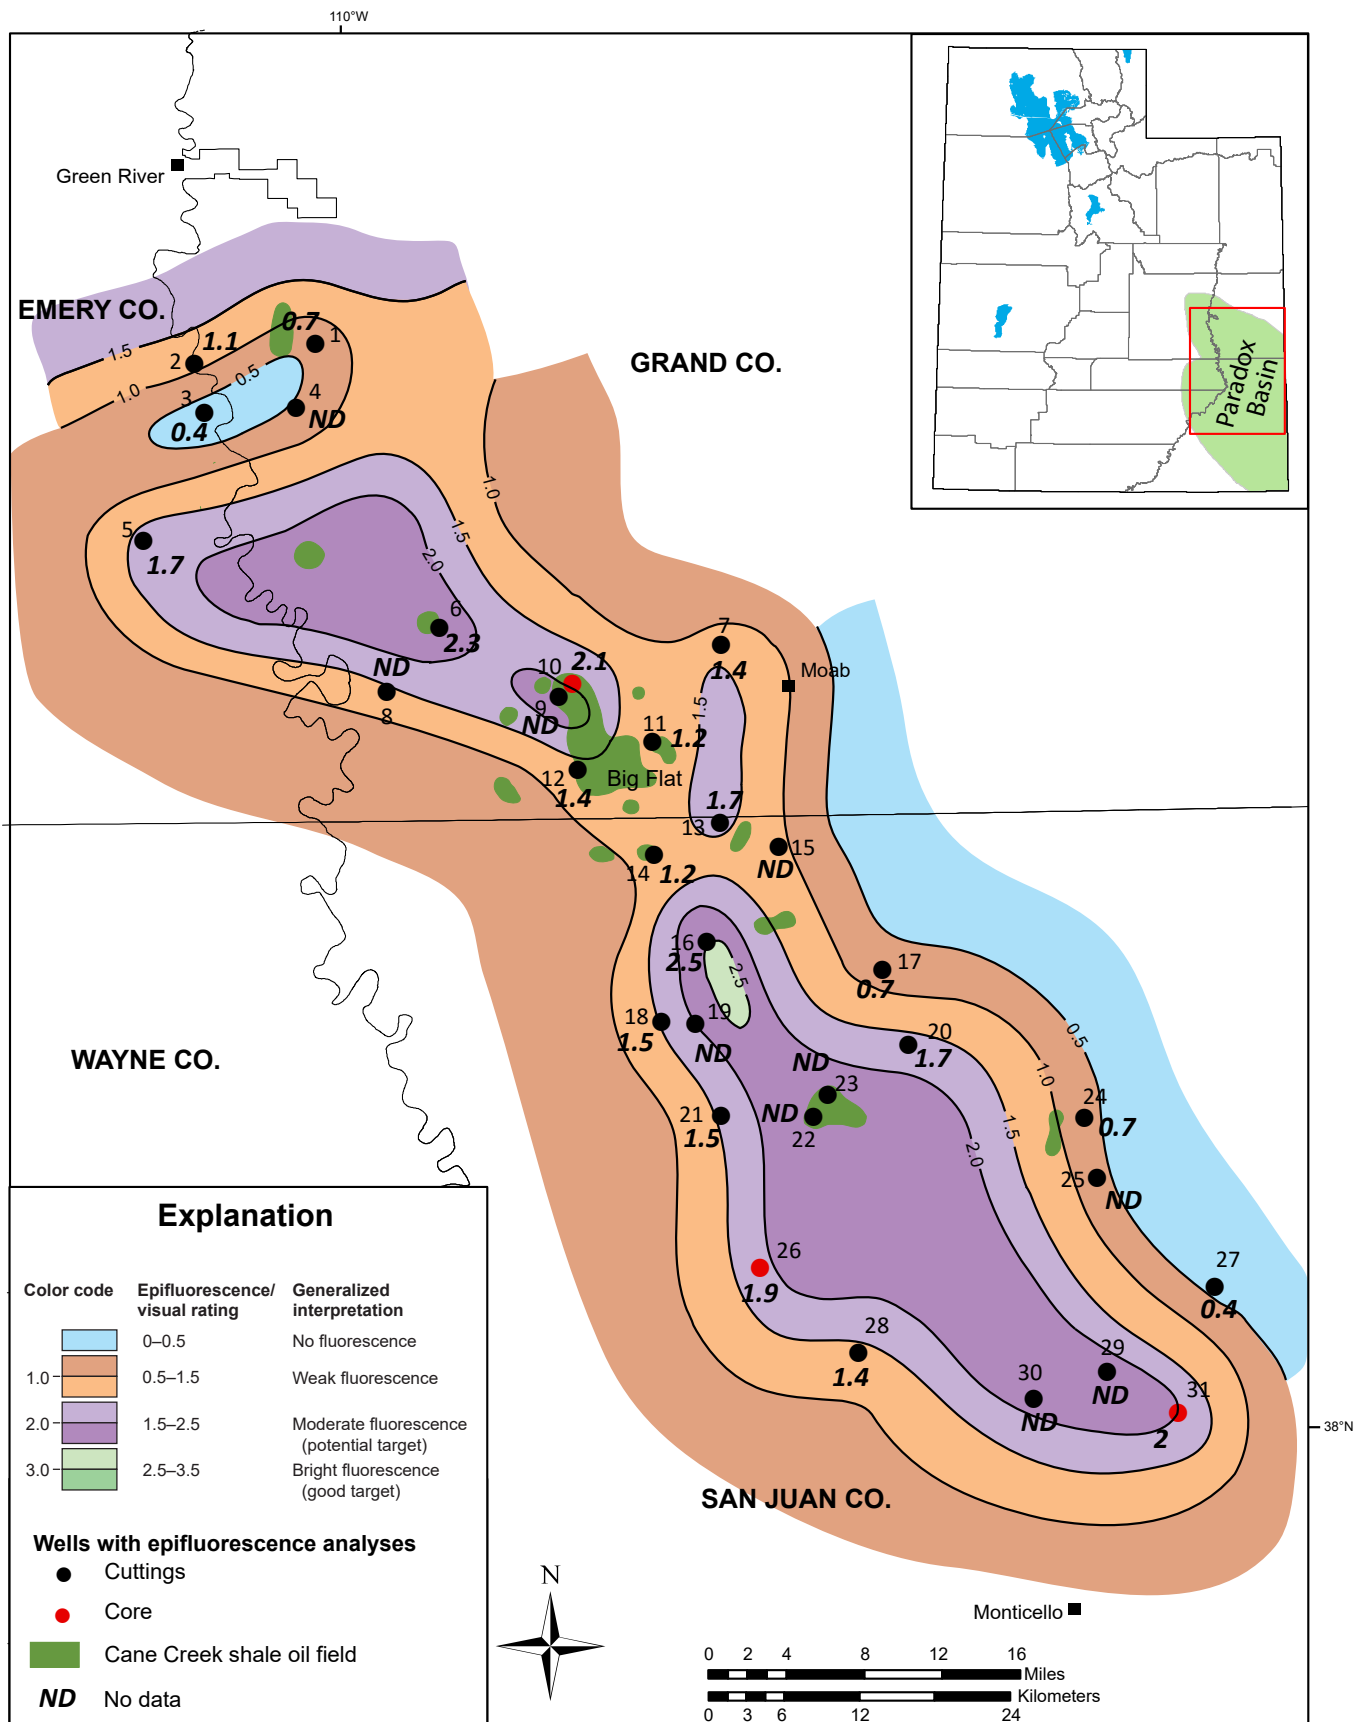 110°W
Green River
EMERY CO.
GRAND CO.
Paradox
Basin
0.7
1
1.1
2
1.5
1.0
0.5
3
4
0.4
ND
1.0
5
1.7
1.5
2.0
6
2.3
7
1.4
Moab
ND
8
10
2.1
9
ND
1.5
11
1.2
12
Big Flat
1.4
1.7
13
15
14
1.2
ND
16
2.5
2.5
17
0.7
18
19
1.5
ND
20
1.7
0.5
WAYNE CO.
ND
23
1.0
21
ND
22
1.5
24
0.7
1.5
2.0
25
ND
26
1.9
27
0.4
28
1.4
29
30
ND
31
ND
2
38°N
SAN JUAN CO.
Monticello
Explanation
Color code
Epifluorescence/
visual rating
Generalized
interpretation
0–0.5
No fluorescence
1.0
0.5–1.5
Weak fluorescence
2.0
1.5–2.5
Moderate fluorescence
(potential target)
3.0
2.5–3.5
Bright fluorescence
(good target)
Wells with epifluorescence analyses
Cuttings
Core
Cane Creek shale oil field
ND No data
N
0 2 4 8 12 16
Miles
Kilometers
0 3 6 12 24